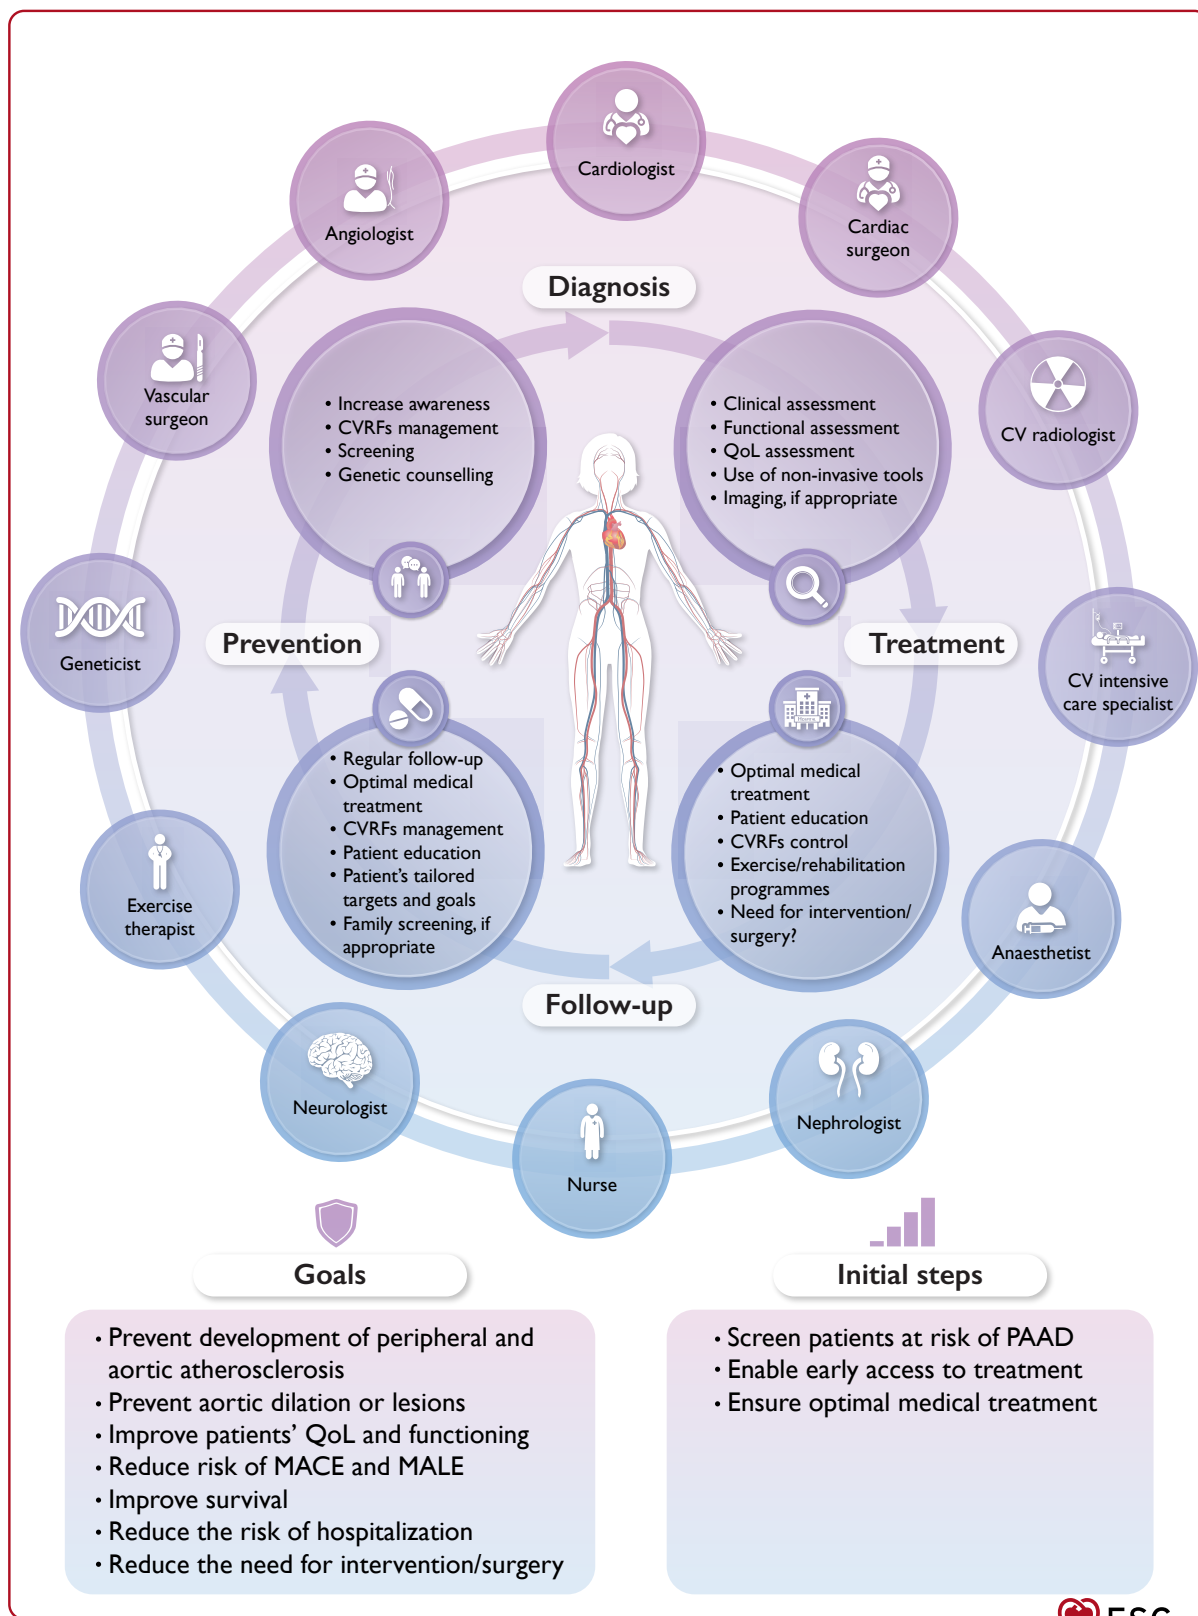 Cardiologist
Cardiac
surgeon
Angiologist
CV radiologist
Vascular
surgeon
CV intensive
care specialist
Geneticist
Anaesthetist
Exercise
therapist
Nephrologist
Neurologist
Nurse
Diagnosis
• Increase awareness
• CVRFs management
• Screening
• Genetic counselling
• Clinical assessment
• Functional assessment
• QoL assessment
• Use of non-invasive tools
• Imaging, if appropriate
Prevention
Treatment
HOSPITAL
• Regular follow-up
• Optimal medical
treatment
• CVRFs management
• Patient education
• Patient’s tailored
targets and goals
• Family screening, if
appropriate
• Optimal medical
treatment
• Patient education
• CVRFs control
• Exercise/rehabilitation
programmes
• Need for intervention/
surgery?
Follow-up
Goals
• Prevent development of peripheral and
aortic atherosclerosis
• Prevent aortic dilation or lesions
• Improve patients’ QoL and functioning
• Reduce risk of MACE and MALE
• Improve survival
• Reduce the risk of hospitalization
• Reduce the need for intervention/surgery
Initial steps
• Screen patients at risk of PAAD
• Enable early access to treatment
• Ensure optimal medical treatment
ESC